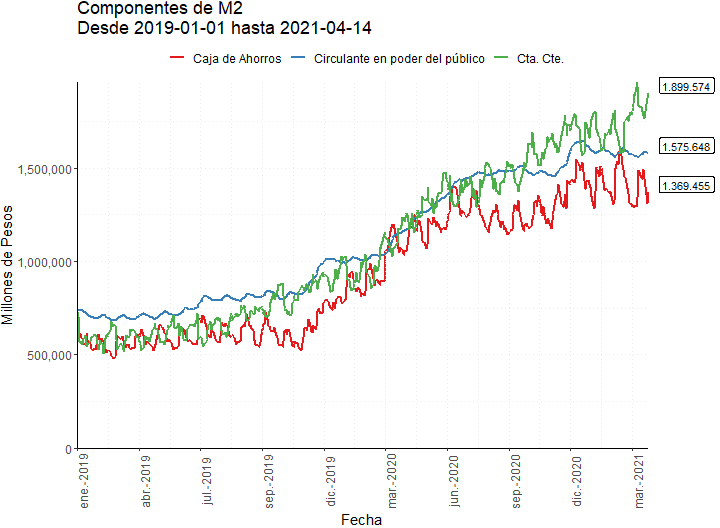 Componentes de M2
Desde 2019-01-01 hasta 2021-04-14
Caja de Ahorros Circulante en poder del público Cta. Cte.
1.899.574
1.575.648
1.369.455
Millones de Pesos
1,500,000
1,000,000
500,000
0
ene.-2019
abr.-2019
jul.-2019
sep.-2019
dic.-2019
mar.-2020
jun.-2020
sep.-2020
dic.-2020
mar.-2021
Fecha